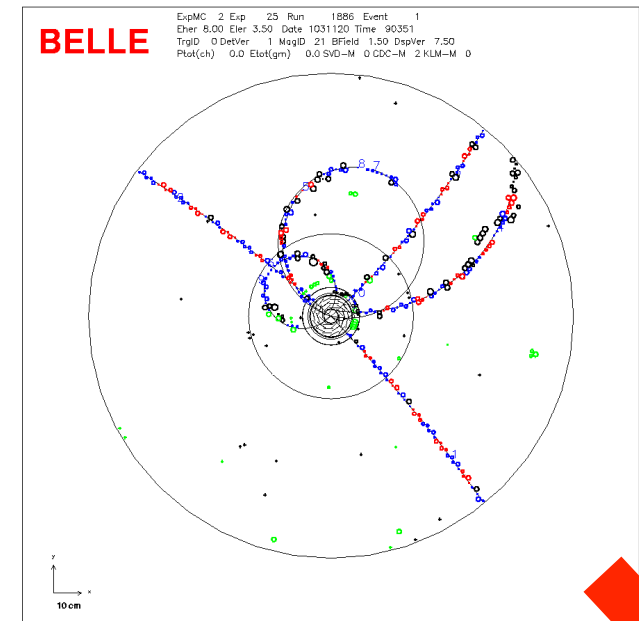 BELLE
ExpMC 2 Exp 25 Run 1886 Event 1
Eher 8.00 Eler 3.50 Date 1031120 Time 90351
TrgID 0 DetVer 1 MagID 21 BField 1.50 DspVer 7.50
Ptot(ch) 0.0 Etot(gm) 0.0 SVD-M 0 CDC-M 2 KLM-M 0
8 7
1
y
x
10 cm